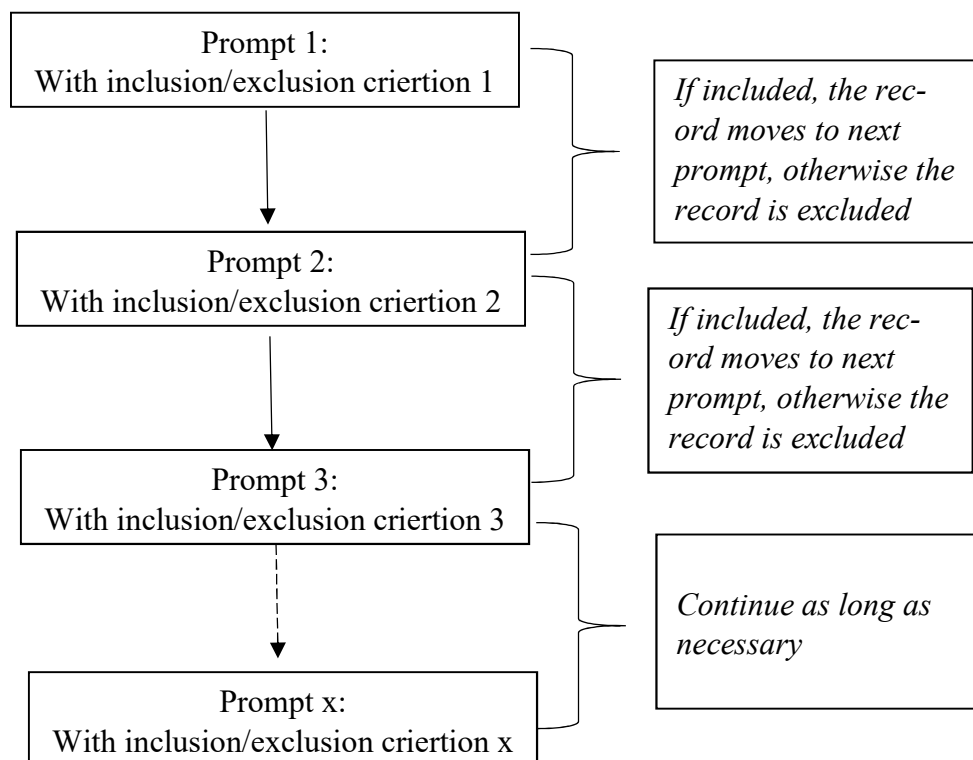 Prompt 1:
With inclusion/exclusion criertion 1
If included, the rec-
ord moves to next
prompt, otherwise the
record is excluded
Prompt 2:
With inclusion/exclusion criertion 2
If included, the rec-
ord moves to next
prompt, otherwise the
record is excluded
Prompt 3:
With inclusion/exclusion criertion 3
Continue as long as
necessary
Prompt x:
With inclusion/exclusion criertion x